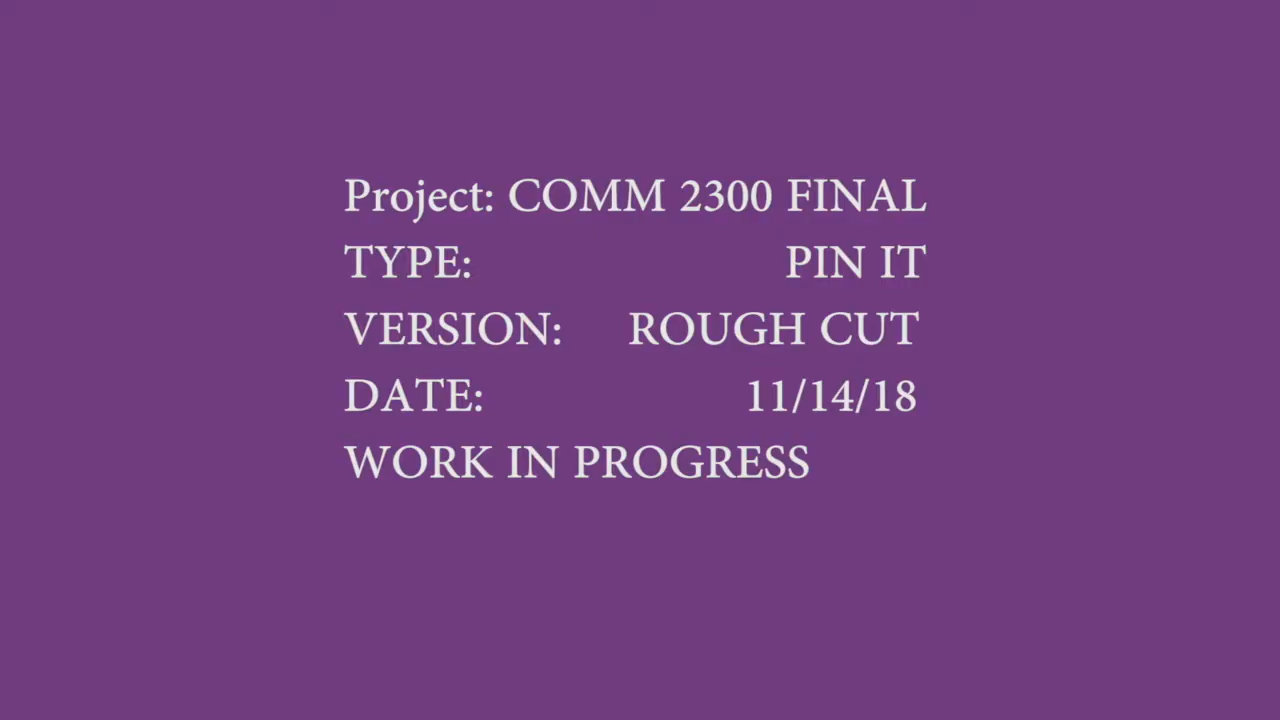 Project: COMM 2300 FINAL
TYPE: PIN IT
VERSION: ROUGH CUT
DATE: 11/14/18
WORK IN PROGRESS